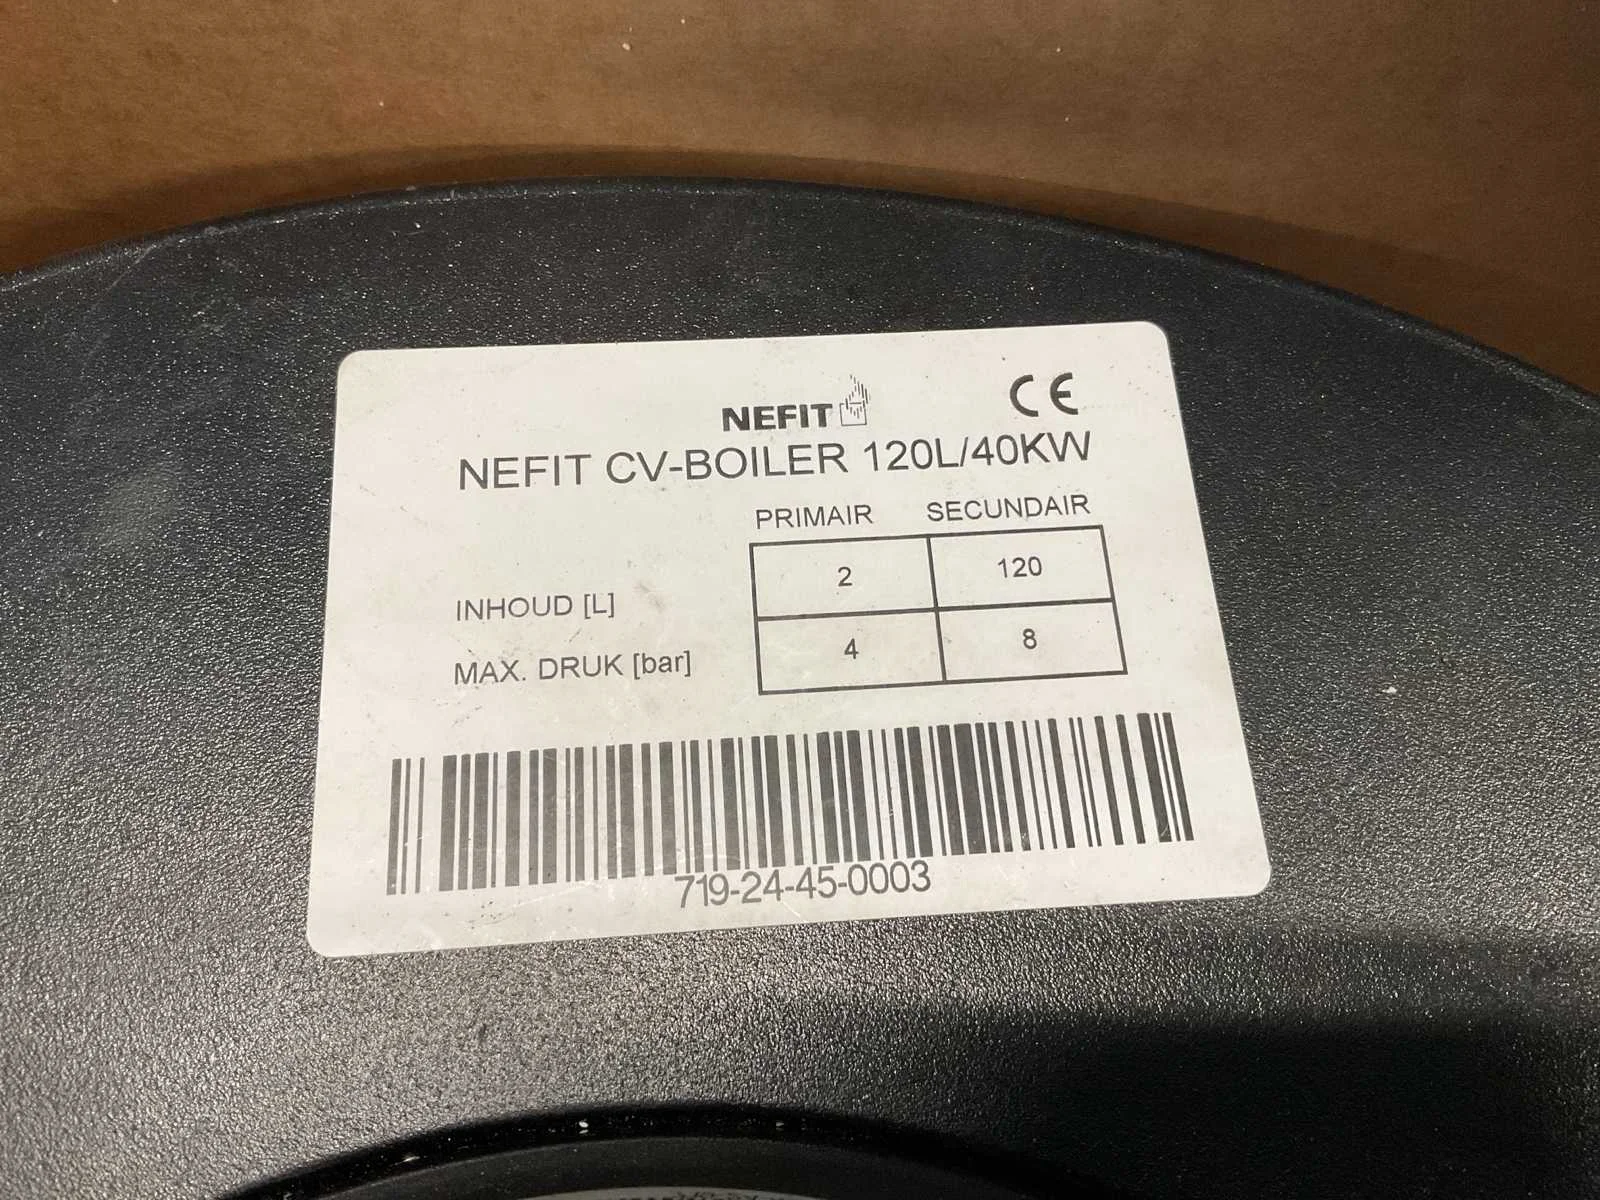 NEFIT CE
NEFIT CV-BOILER 120L/40KW
PRIMAIR SECUNDAIR
INHOUD [L] 2 120
MAX. DRUK [bar] 4 8
719-24-45-0003